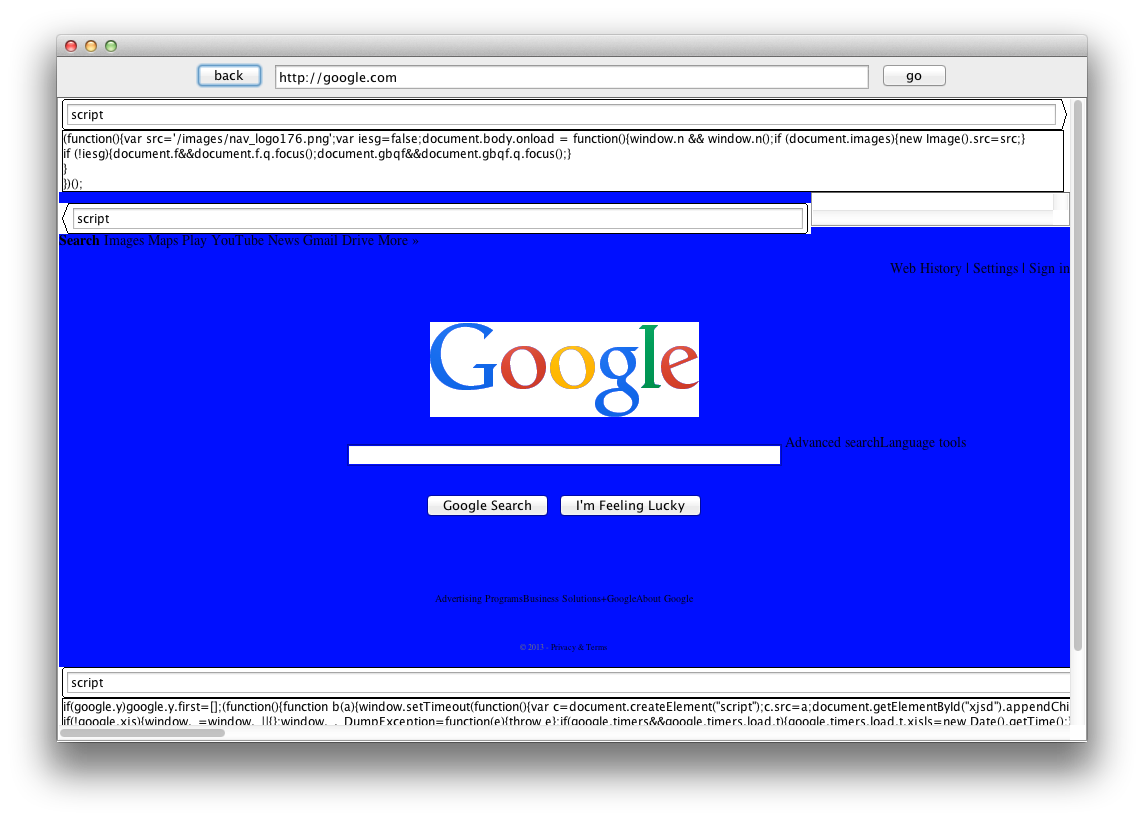 back http://google.com go
script
(function(){var src='/images/nav_logo176.png';var iesg=false;document.body.onload = function(){window.n && window.n();if (document.images){new Image().src=src;}
if (!iesg){document.f&&document.f.q.focus();document.gbqf&&document.gbqf.q.focus();}
}
})();
script
Search Images Maps Play YouTube News Gmail Drive More »
Web History | Settings | Sign in
Google
Advanced searchLanguage tools
Google Search I'm Feeling Lucky
Advertising ProgramsBusiness Solutions+GoogleAbout Google
© 2013 - Privacy & Terms
script
if(google.y)google.y.first=[];(function(){function b(a){window.setTimeout(function(){var c=document.createElement("script");c.src=a;document.getElementById("xjsd").appendChi
if(!google.xjs){window._=window._||{};window._._DumpException=function(e){throw e};if(google.timers&&google.timers.load.t){google.timers.load.t.xjsls=new Date().getTime();}